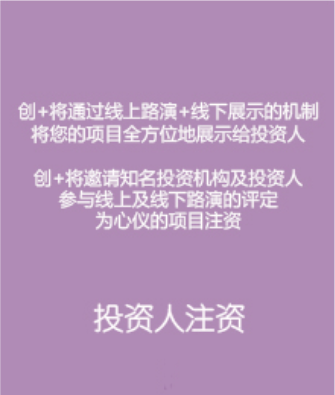 创+将通过线上路演+线下展示的机制
将您的项目全方位地展示给投资人
创+将邀请知名投资机构及投资人
参与线上及线下路演的评定
为心仪的项目注资
投资人注资